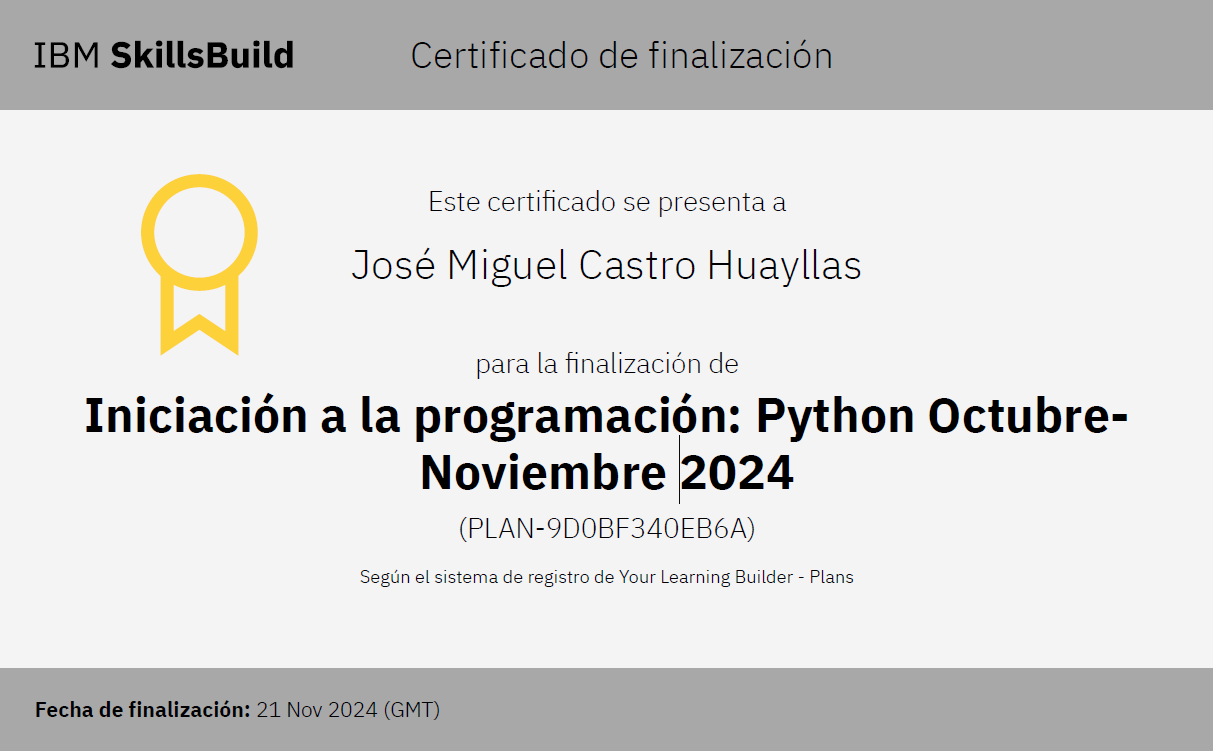 IBM SkillsBuild
Certificado de finalización
Este certificado se presenta a
José Miguel Castro Huayllas
para la finalización de
Iniciación a la programación: Python Octubre-
Noviembre 2024
(PLAN-9D0BF340EB6A)
Según el sistema de registro de Your Learning Builder - Plans
Fecha de finalización: 21 Nov 2024 (GMT)